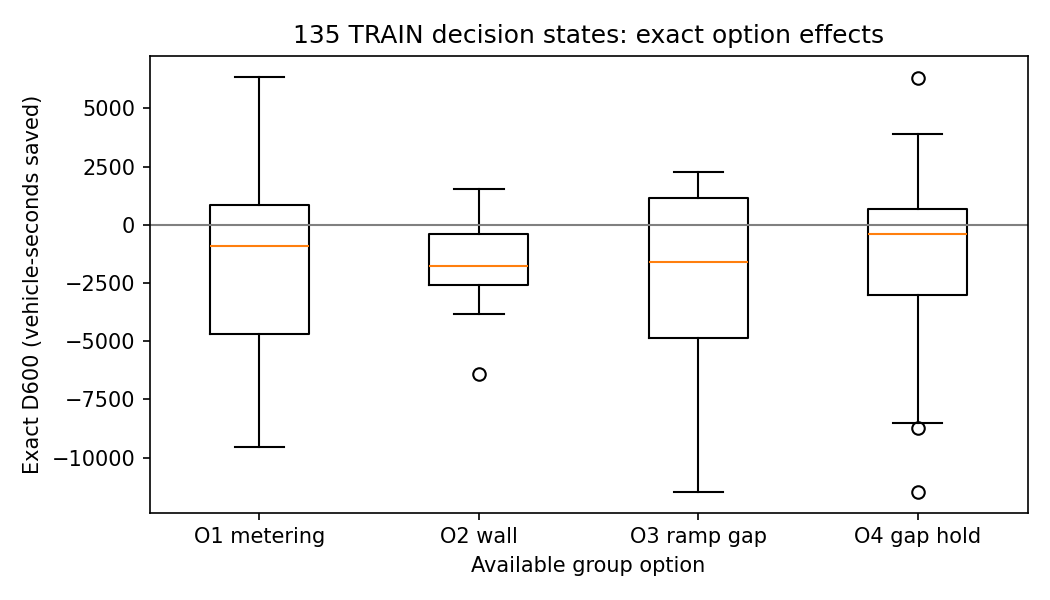 135 TRAIN decision states: exact option effects
Exact D600 (vehicle-seconds saved)
5000
2500
0
−2500
−5000
−7500
−10000
O1 metering
O2 wall
O3 ramp gap
O4 gap hold
Available group option